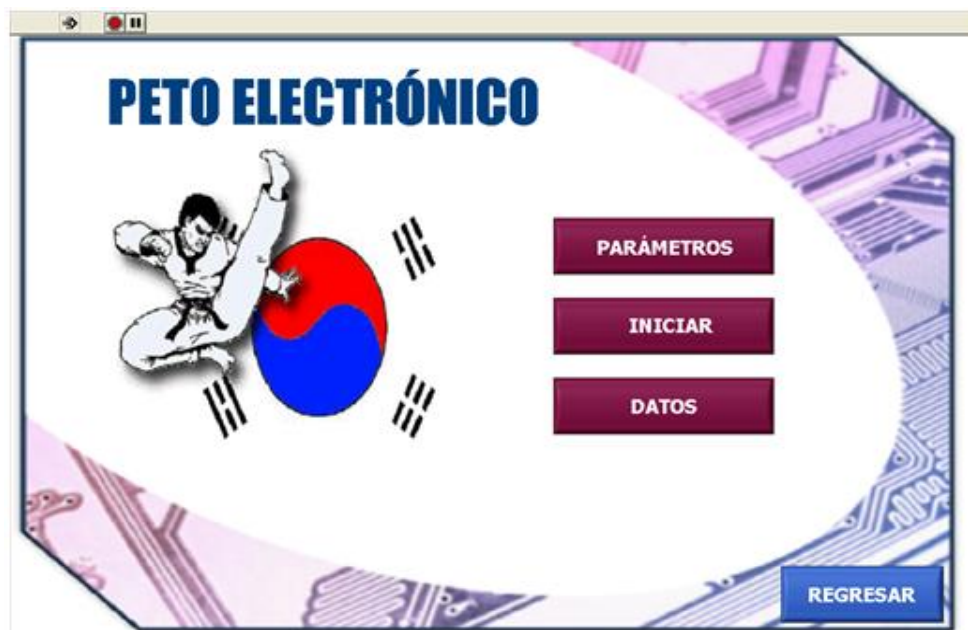 PETO ELECTRÓNICO
PARÁMETROS
INICIAR
DATOS
REGRESAR